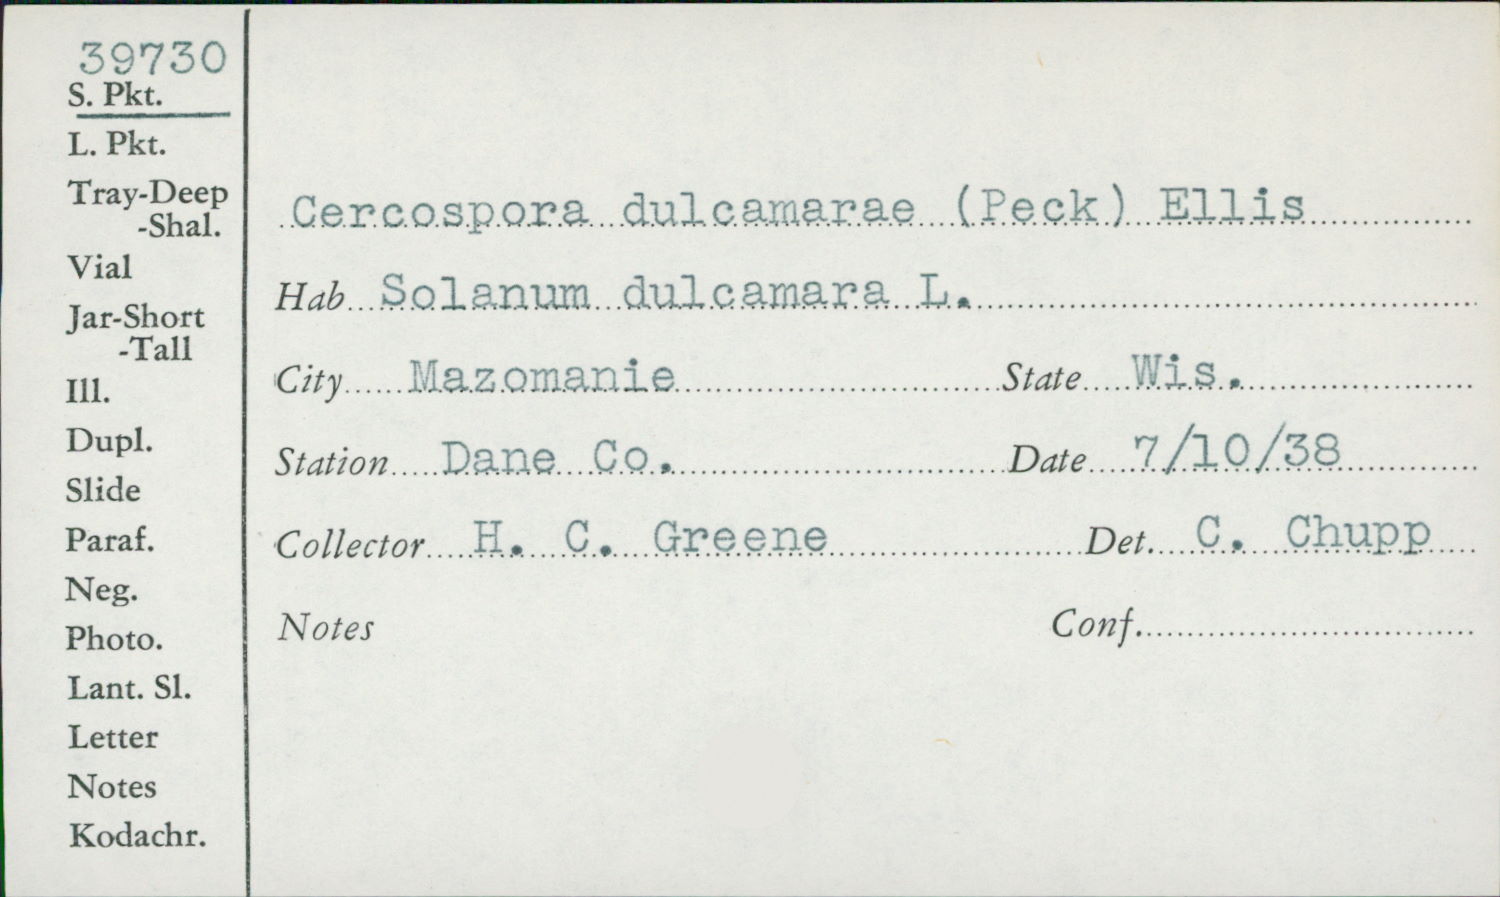 39730
S. Pkt.
L. Pkt.
Tray-Deep
-Shal.
Vial
Jar-Short
-Tall
Ill.
Dupl.
Slide
Paraf.
Neg.
Photo.
Lant. Sl.
Letter
Notes
Kodachr.
Cercospora dulcamarae (Peck) Ellis
Hab Solanum dulcamara L.
City Mazomanie State Wis.
Station Dane Co. Date 7/10/38
Collector H. C. Greene Det. C. Chupp
Notes Conf.